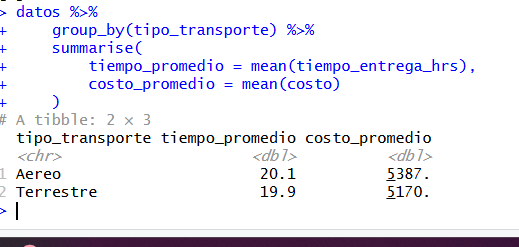 > datos %>%
+ group_by(tipo_transporte) %>%
+ summarise(
+ tiempo_promedio = mean(tiempo_entrega_hrs),
+ costo_promedio = mean(costo)
+ )
# A tibble: 2 × 3
tipo_transporte tiempo_promedio costo_promedio
<chr> <dbl> <dbl>
1 Aereo 20.1 5387.
2 Terrestre 19.9 5170.
>